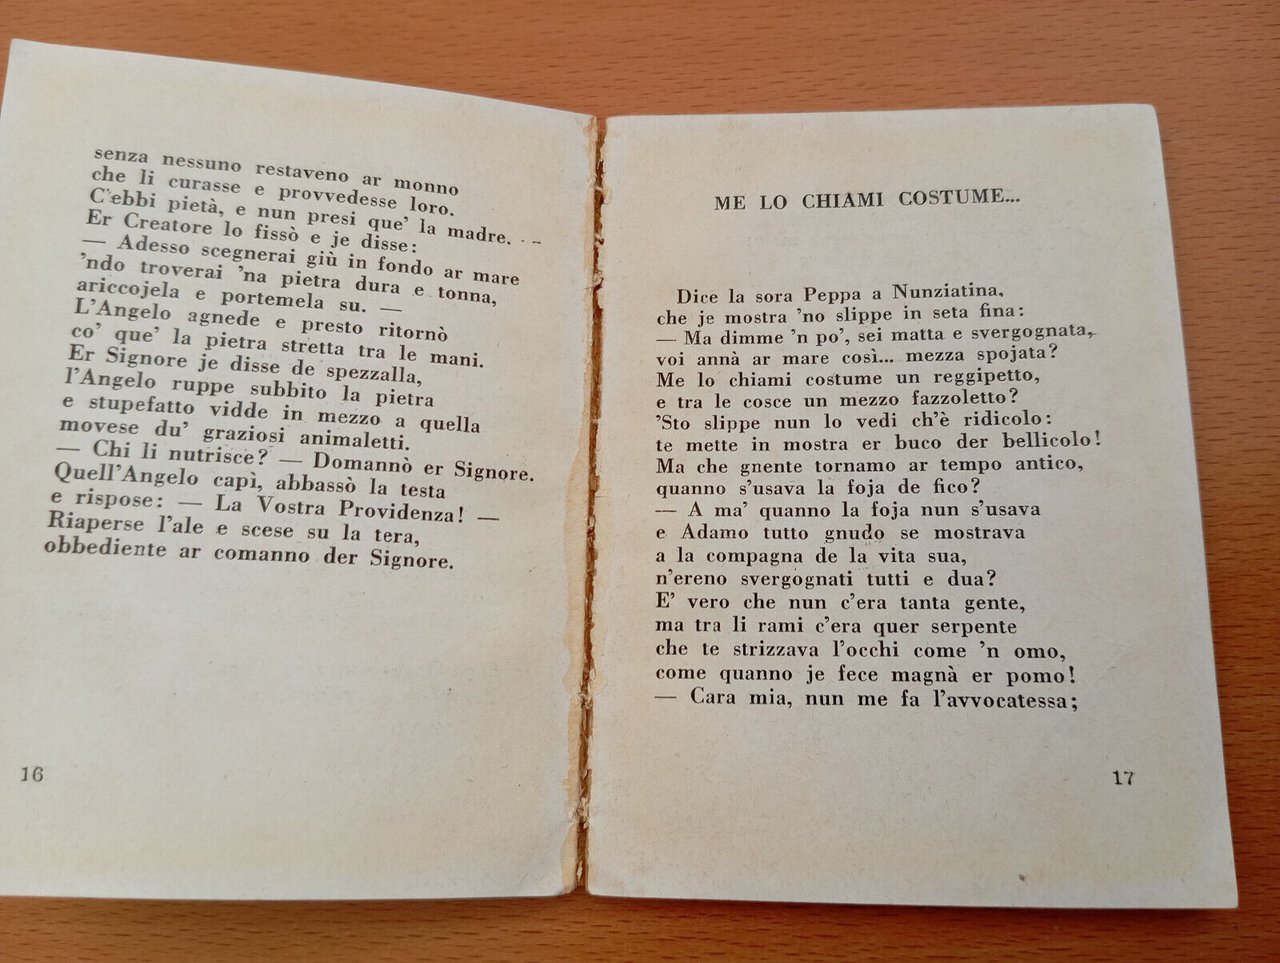 senza nessuno restaveno ar monno
che li curasse e provvedesse loro.
C'ebbi pietà, e nun presi que' la madre. - -
Er Creatore lo fissò e je disse:
— Adesso scegnerai giù in fondo ar mare
'ndo troverai 'na pietra dura e tonna,
ariccojela e portemela su. —
L'Angelo agnede e presto ritornò
co' que' la pietra stretta tra le mani.
Er Signore je disse de spezzalla,
l'Angelo ruppe subbito la pietra
e stupefatto vidde in mezzo a quella
movese du' graziosi animaletti.
— Chi li nutrisce? — Domannò er Signore.
Quell'Angelo capì, abbassò la testa
e rispose: — La Vostra Providenza! —
Riaperse l'ale e scese su la tera,
obbediente ar comanno der Signore.
16
ME LO CHIAMI COSTUME...
Dice la sora Peppa a Nunziatina,
che je mostra 'no slippe in seta fina:
— Ma dimme 'n po', sei matta e svergognata,
voi annà ar mare così... mezza spojata?
Me lo chiami costume un reggipetto,
e tra le cosce un mezzo fazzoletto?
'Sto slippe nun lo vedi ch'è ridicolo:
te mette in mostra er buco der bellicolo!
Ma che gnente tornamo ar tempo antico,
quanno s'usava la foja de fico?
— A ma' quanno la foja nun s'usava
e Adamo tutto gnudo se mostrava
a la compagna de la vita sua,
n'ereno svergognati tutti e dua?
E' vero che nun c'era tanta gente,
ma tra li rami c'era quer serpente
che te strizzava l'occhi come 'n omo,
come quanno je fece magnà er pomo!
— Cara mia, nun me fa l'avvocatessa;
17